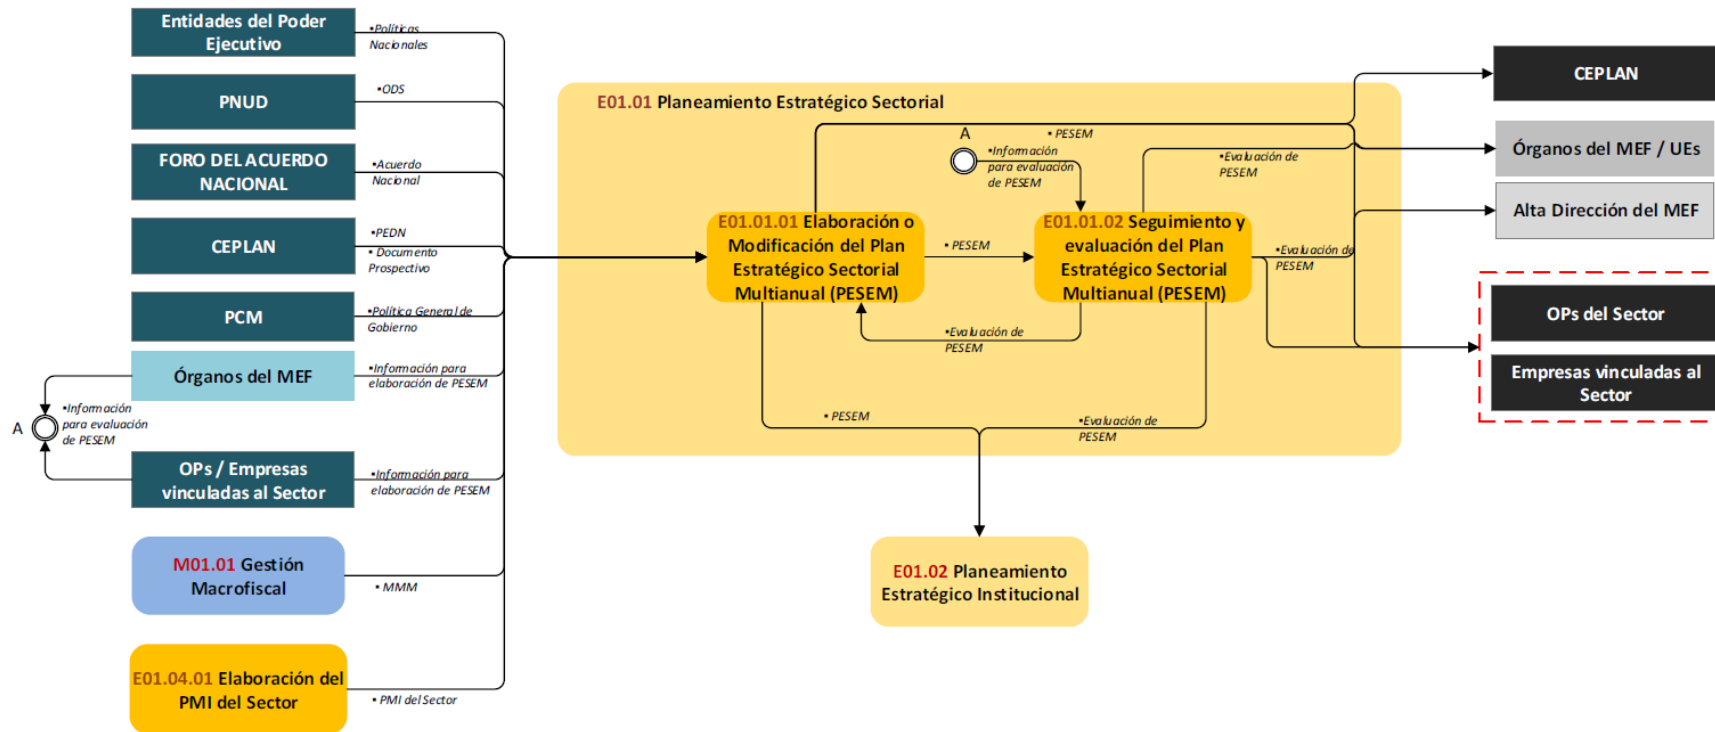 Entidades del Poder
Ejecutivo
▪Políticas
Nacionales
PNUD
▪ODS
FORO DEL ACUERDO
NACIONAL
▪Acuerdo
Nacional
CEPLAN
▪PEDN
▪ Documento
Prospectivo
PCM
▪Política General de
Gobierno
Órganos del MEF
▪Información para
elaboración de PESEM
A
▪Información
para evaluación
de PESEM
OPs / Empresas
vinculadas al Sector
▪Información para
elaboración de PESEM
M01.01 Gestión
Macrofiscal
▪ MMM
E01.04.01 Elaboración del
PMI del Sector
▪ PMI del Sector
E01.01 Planeamiento Estratégico Sectorial
A
▪Información
para evaluación
de PESEM
▪ PESEM
▪Evaluación de
PESEM
E01.01.01 Elaboración o
Modificación del Plan
Estratégico Sectorial
Multianual (PESEM)
▪ PESEM
E01.01.02 Seguimiento y
evaluación del Plan
Estratégico Sectorial
Multianual (PESEM)
▪Evaluación de
PESEM
▪Evaluación de
PESEM
▪ PESEM
▪Evaluación de
PESEM
E01.02 Planeamiento
Estratégico Institucional
CEPLAN
Órganos del MEF / UEs
Alta Dirección del MEF
OPs del Sector
Empresas vinculadas al
Sector